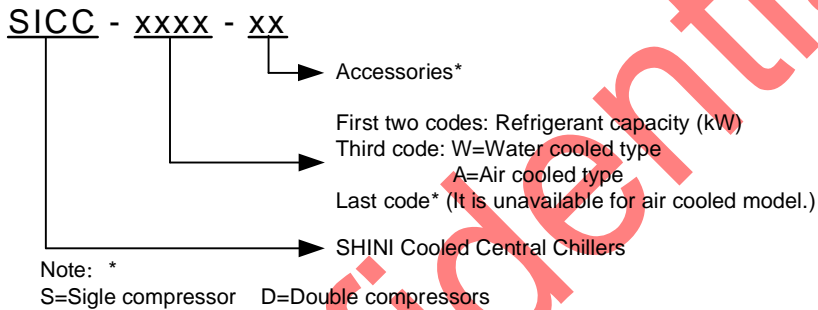 SICC - xxxx - xx
Accessories*
First two codes: Refrigerant capacity (kW)
Third code: W=Water cooled type
A=Air cooled type
Last code* (It is unavailable for air cooled model.)
SHINI Cooled Central Chillers
Note: *
S=Sigle compressor D=Double compressors